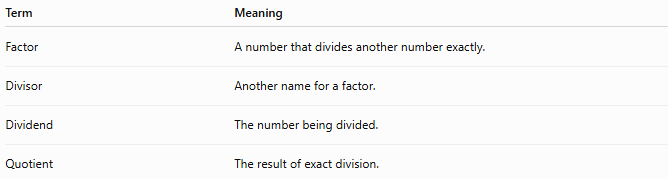 Term Meaning
Factor A number that divides another number exactly.
Divisor Another name for a factor.
Dividend The number being divided.
Quotient The result of exact division.